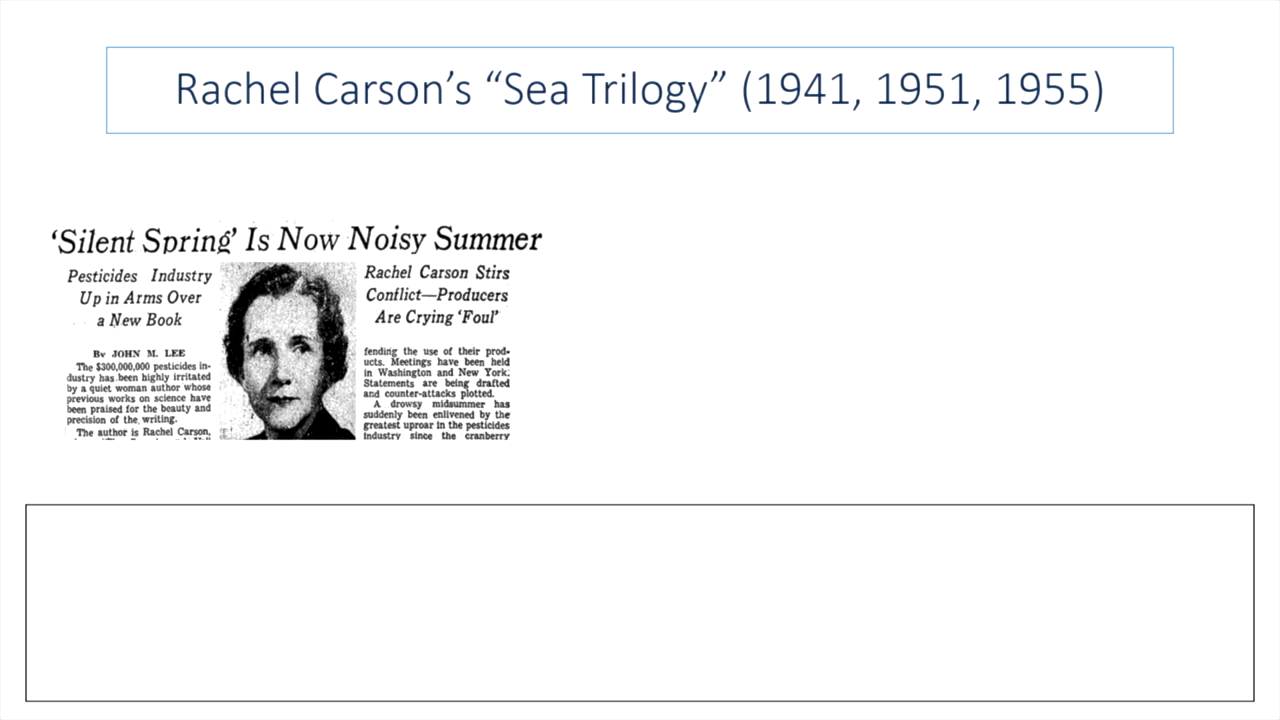 Rachel Carson’s “Sea Trilogy” (1941, 1951, 1955)
‘Silent Spring’ Is Now Noisy Summer
Pesticides Industry
Up in Arms Over
a New Book
By JOHN M. LEE
The $300,000,000 pesticides in-
dustry has been highly irritated
by a quiet woman author whose
previous works on science have
been praised for the beauty and
precision of the writing.
The author is Rachel Carson,
Rachel Carson Stirs
Conflict—Producers
Are Crying ‘Foul’
fending the use of their prod-
ucts. Meetings have been held
in Washington and New York.
Statements are being drafted
and counter-attacks plotted.
A drowsy midsummer has
suddenly been enlivened by the
greatest uproar in the pesticides
industry since the cranberry